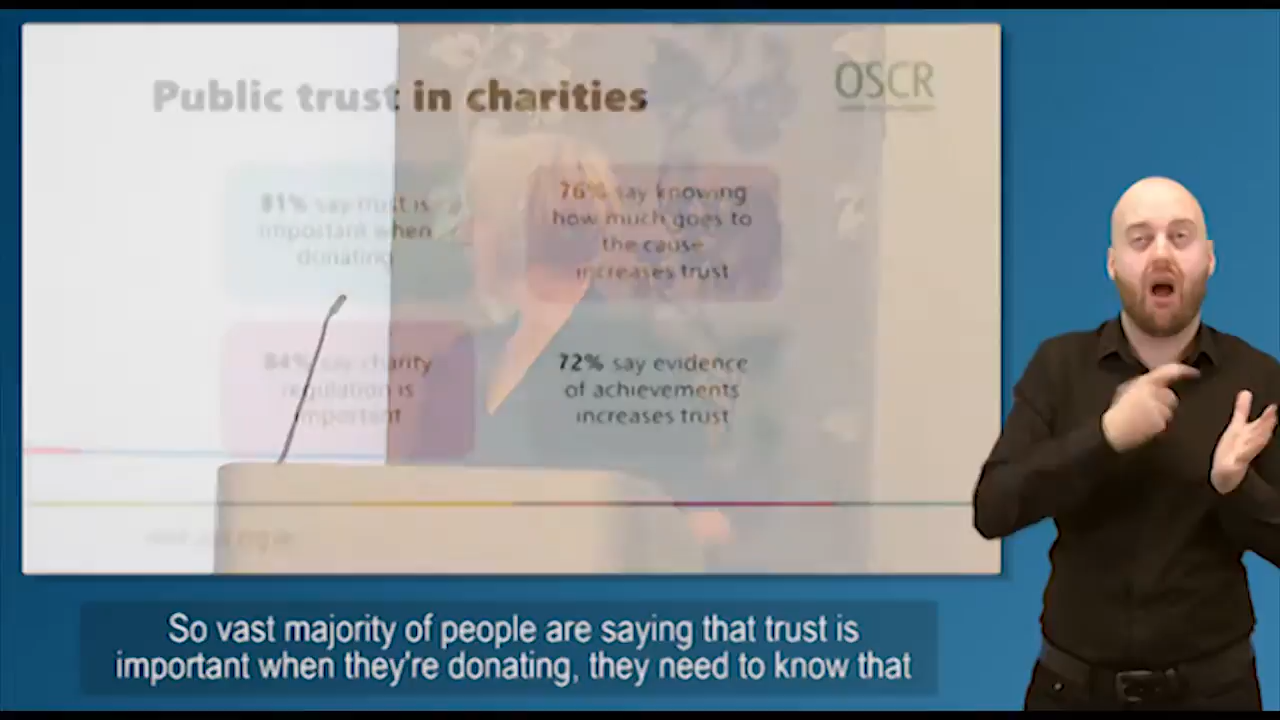 Public trust in charities
OSCR
81% say trust is
important when
donating
76% say knowing
how much goes to
the cause
increases trust
84% say charity
regulation is
important
72% say evidence
of achievements
increases trust
So vast majority of people are saying that trust is
important when they're donating, they need to know that